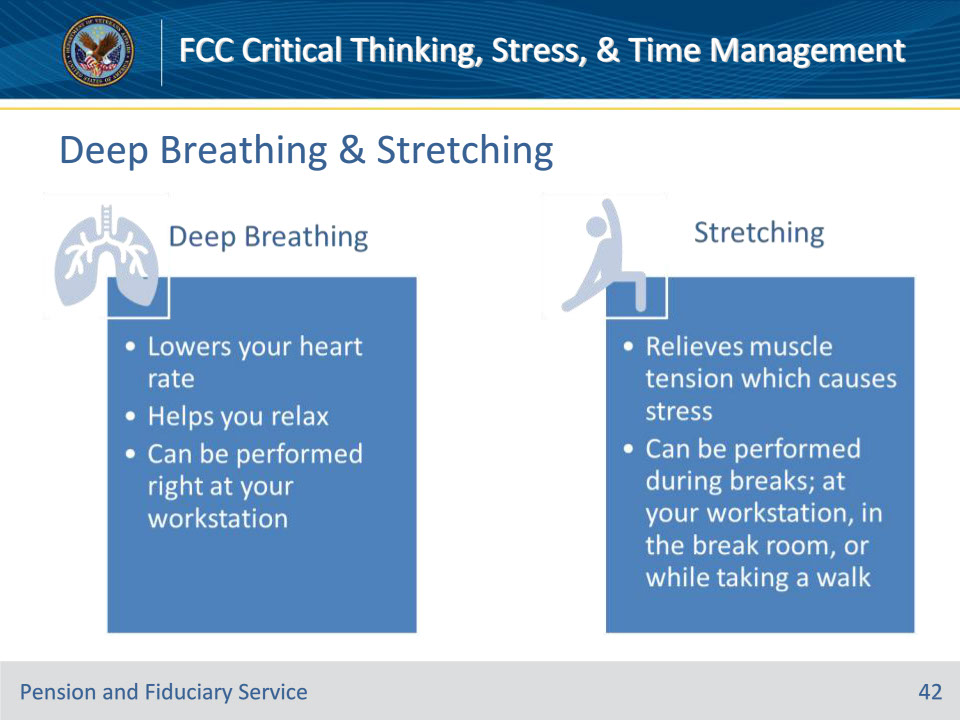 FCC Critical Thinking, Stress, & Time Management
Deep Breathing & Stretching
Deep Breathing
• Lowers your heart
rate
• Helps you relax
• Can be performed
right at your
workstation
Stretching
• Relieves muscle
tension which causes
stress
• Can be performed
during breaks; at
your workstation, in
the break room, or
while taking a walk
Pension and Fiduciary Service
42